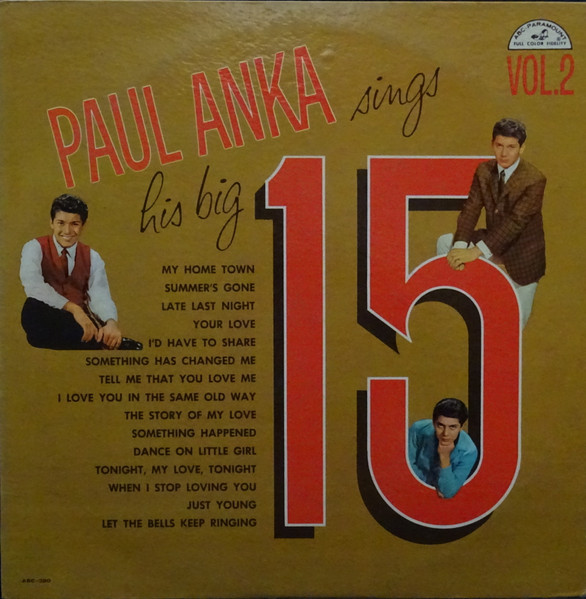 ABC-PARAMOUNT
FULL COLOR FIDELITY
VOL.2
PAUL ANKA sings
his big 15
MY HOME TOWN
SUMMER'S GONE
LATE LAST NIGHT
YOUR LOVE
I'D HAVE TO SHARE
SOMETHING HAS CHANGED ME
TELL ME THAT YOU LOVE ME
I LOVE YOU IN THE SAME OLD WAY
THE STORY OF MY LOVE
SOMETHING HAPPENED
DANCE ON LITTLE GIRL
TONIGHT, MY LOVE, TONIGHT
WHEN I STOP LOVING YOU
JUST YOUNG
LET THE BELLS KEEP RINGING